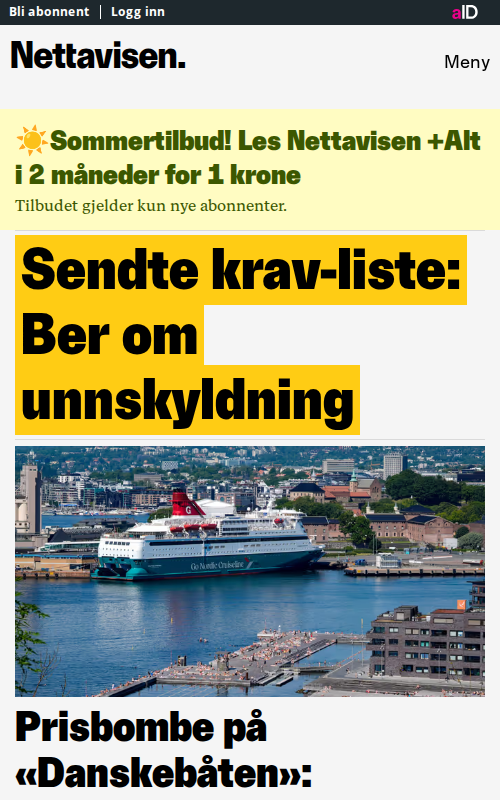 Bli abonnent | Logg inn
aID
Nettavisen.
Meny
☀️Sommertilbud! Les Nettavisen +Alt
i 2 måneder for 1 krone
Tilbudet gjelder kun nye abonnenter.
Sendte krav-liste:
Ber om
unnskyldning
G
Go Nordic Cruiseline
Prisbombe på
«Danskebåten»: